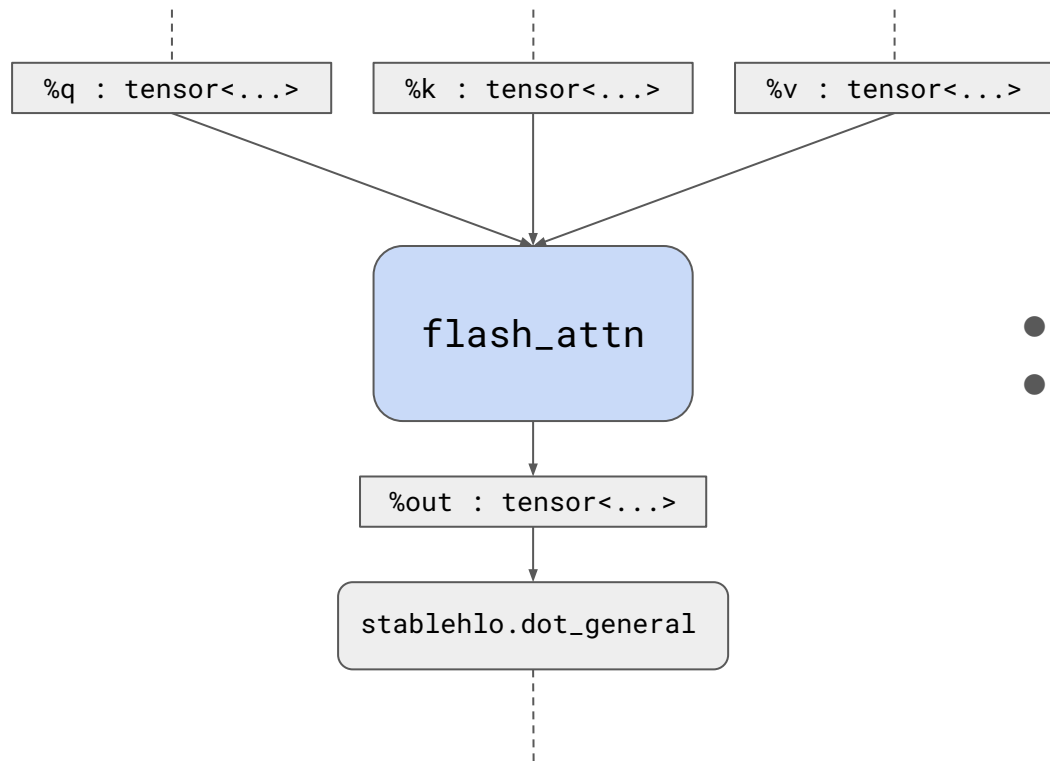 %q : tensor<...>
%k : tensor<...>
%v : tensor<...>
flash_attn
%out : tensor<...>
stablehlo.dot_general